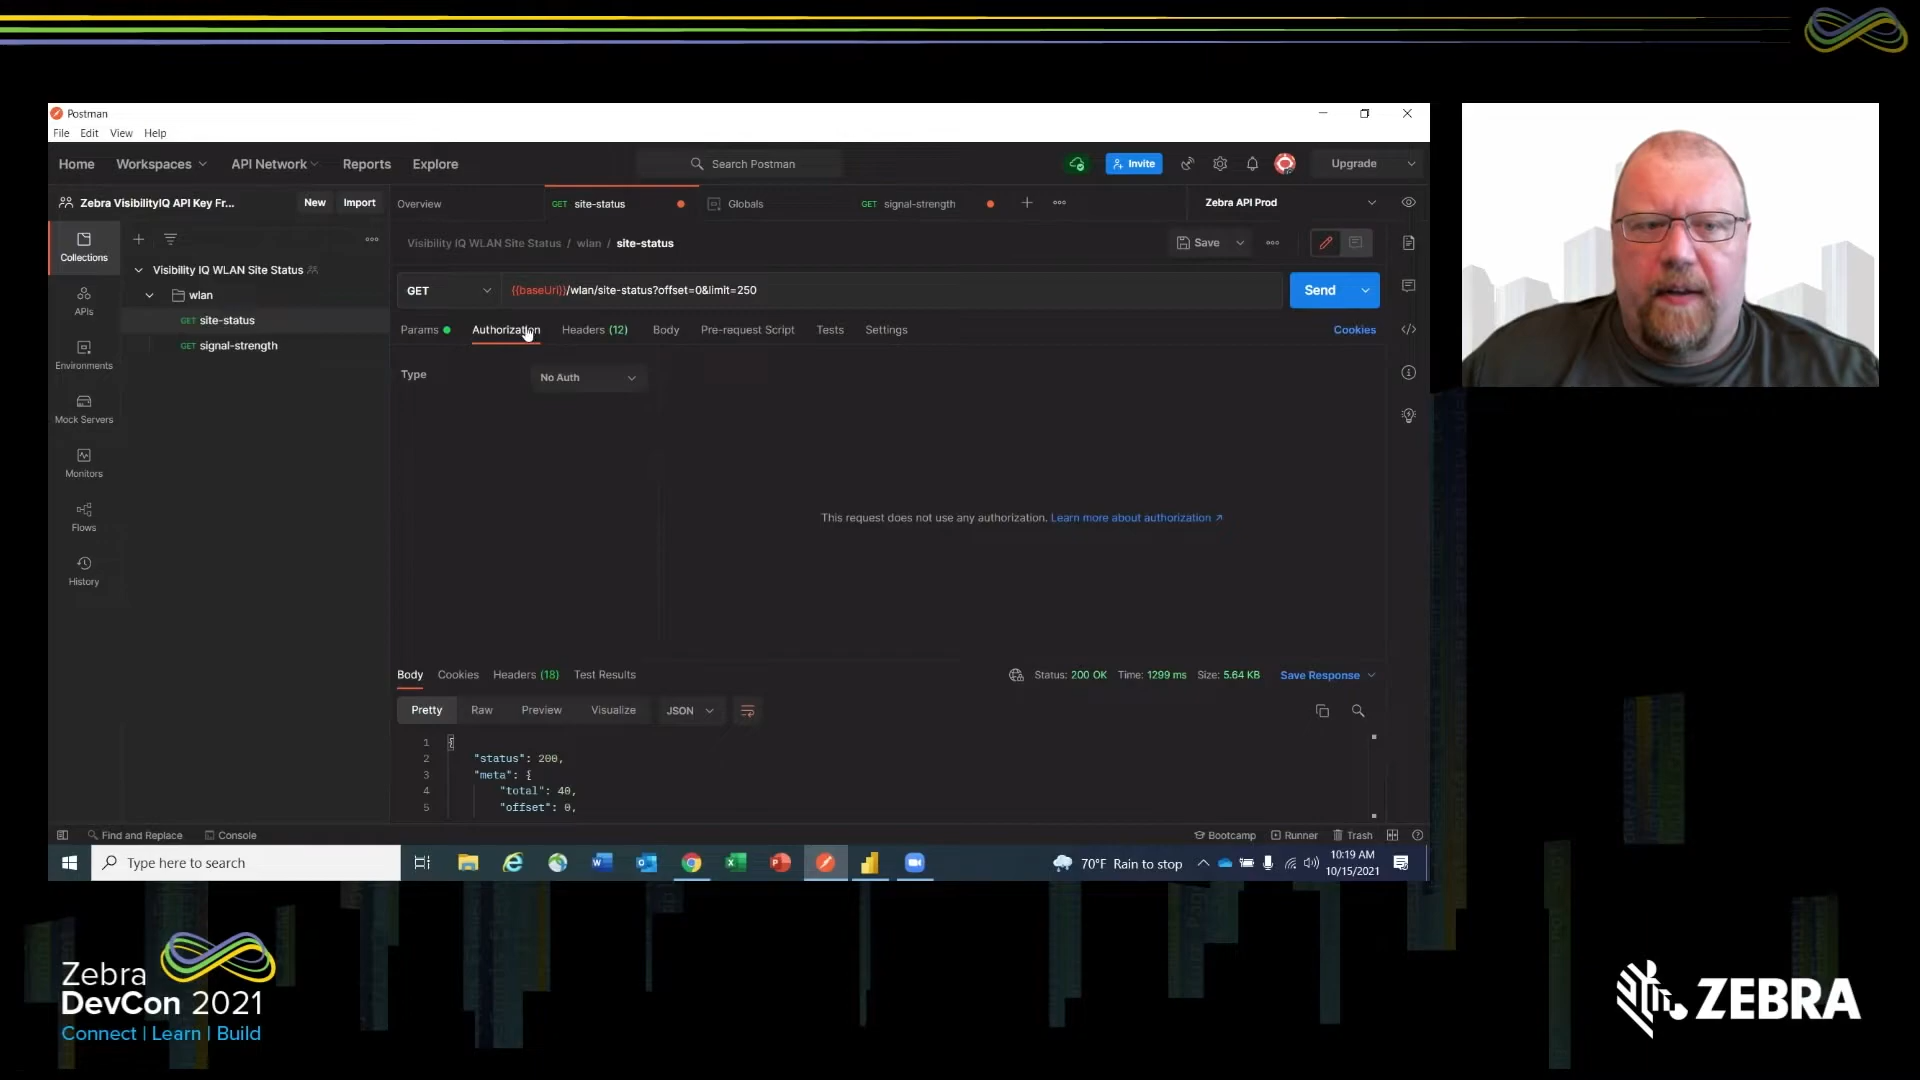 Postman
File Edit View Help
Home Workspaces API Network Reports Explore Search Postman Invite Upgrade
Zebra VisibilityIQ API Key Fr... New Import Overview GET site-status Globals GET signal-strength Zebra API Prod
Visibility IQ WLAN Site Status / wlan / site-status Save
Collections
Visibility IQ WLAN Site Status
wlan
GET site-status
GET signal-strength
APIs
Environments
Mock Servers
Monitors
Flows
History
GET {{baseUrl}}/wlan/site-status?offset=0&limit=250 Send
Params Authorization Headers (12) Body Pre-request Script Tests Settings Cookies
Type No Auth
This request does not use any authorization. Learn more about authorization
Body Cookies Headers (18) Test Results Status: 200 OK Time: 1299 ms Size: 5.64 KB Save Response
Pretty Raw Preview Visualize JSON
1 {
2 "status": 200,
3 "meta": {
4 "total": 40,
5 "offset": 0,
Find and Replace Console Bootcamp Runner Trash
Type here to search 70°F Rain to stop 10:19 AM
10/15/2021
Zebra
DevCon 2021
Connect | Learn | Build
ZEBRA